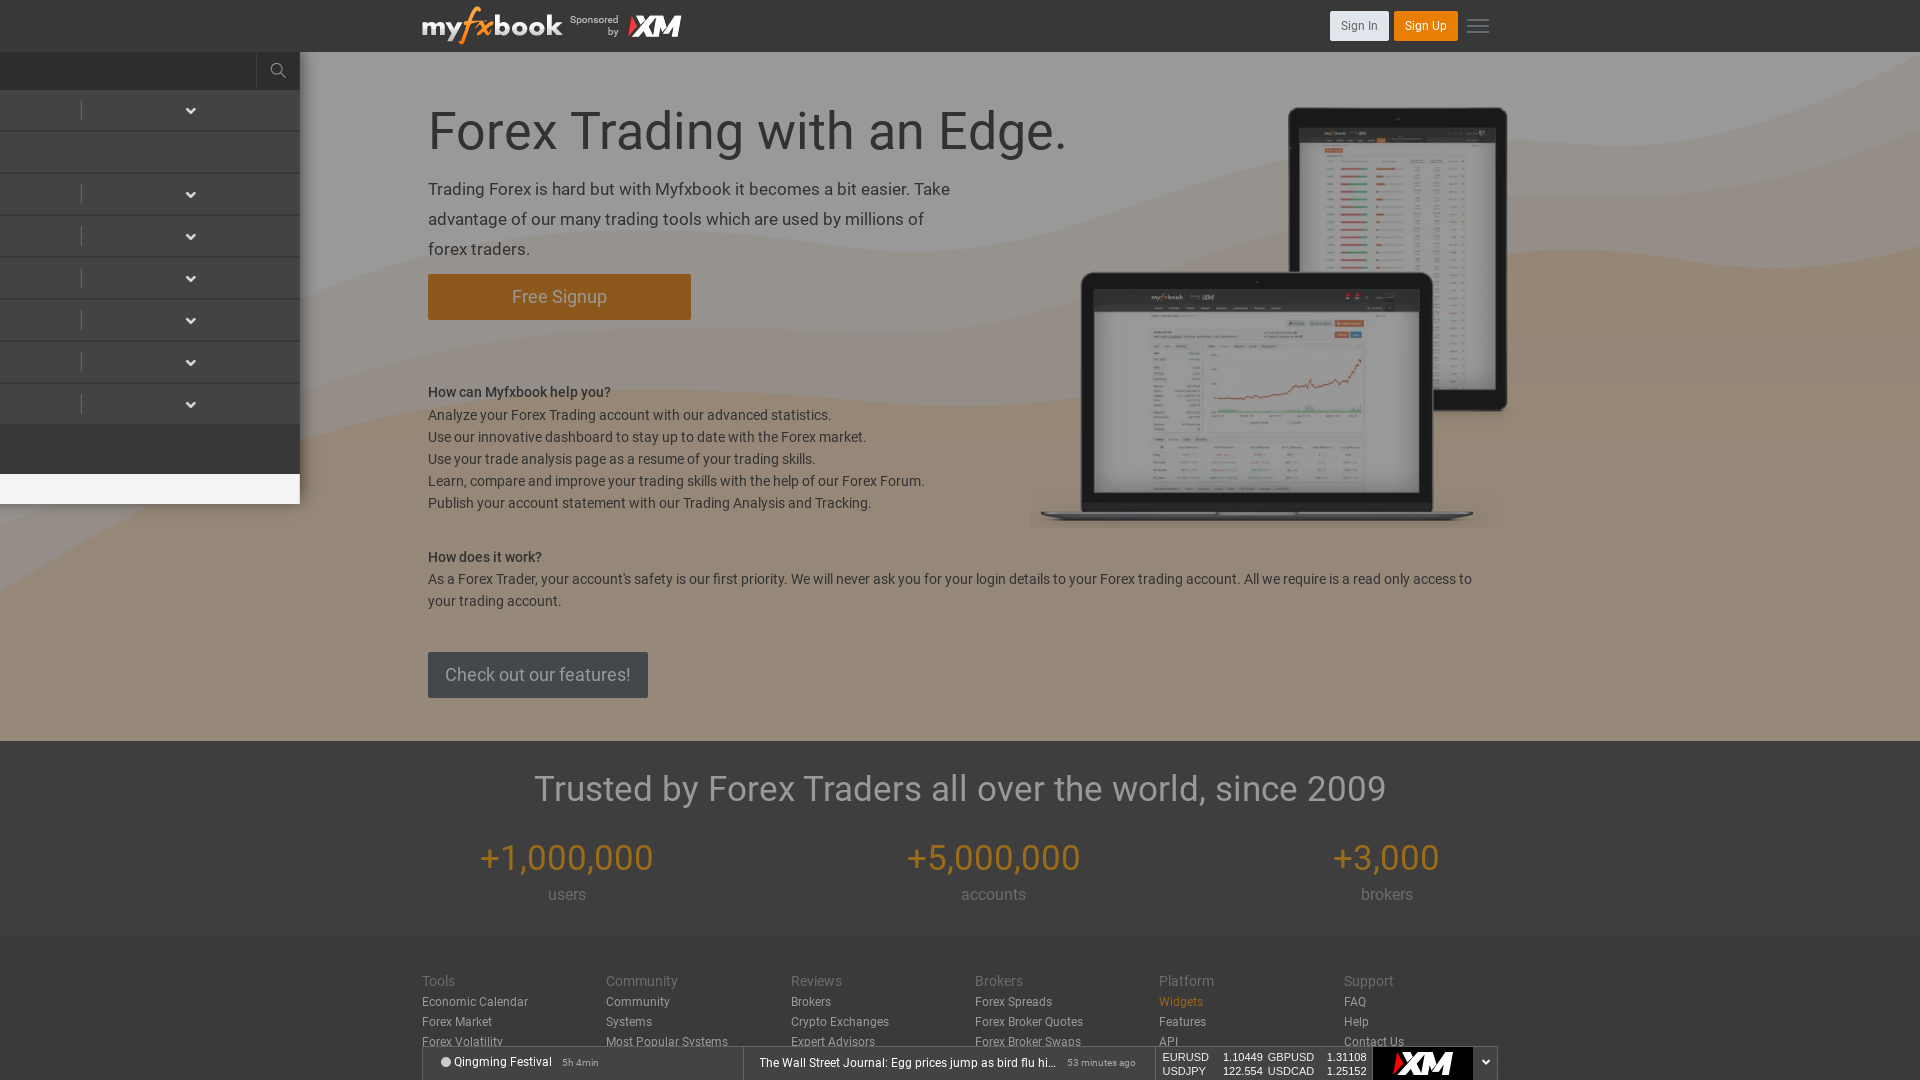 myfxbook Sponsored by XM Sign In Sign Up
Forex Trading with an Edge.
Trading Forex is hard but with Myfxbook it becomes a bit easier. Take
advantage of our many trading tools which are used by millions of
forex traders.
Free Signup
How can Myfxbook help you?
Analyze your Forex Trading account with our advanced statistics.
Use our innovative dashboard to stay up to date with the Forex market.
Use your trade analysis page as a resume of your trading skills.
Learn, compare and improve your trading skills with the help of our Forex Forum.
Publish your account statement with our Trading Analysis and Tracking.
How does it work?
As a Forex Trader, your account's safety is our first priority. We will never ask you for your login details to your Forex trading account. All we require is a read only access to
your trading account.
Check out our features!
Trusted by Forex Traders all over the world, since 2009
+1,000,000 +5,000,000 +3,000
users accounts brokers
Tools Community Reviews Brokers Platform Support
Economic Calendar Community Brokers Forex Spreads Widgets FAQ
Forex Market Systems Crypto Exchanges Forex Broker Quotes Features Help
Forex Volatility Most Popular Systems Expert Advisors Forex Broker Swaps API Contact Us
Qingming Festival 5h 4min The Wall Street Journal: Egg prices jump as bird flu hi... 53 minutes ago
EURUSD 1.10449 GBPUSD 1.31108 XM
USDJPY 122.554 USDCAD 1.25152